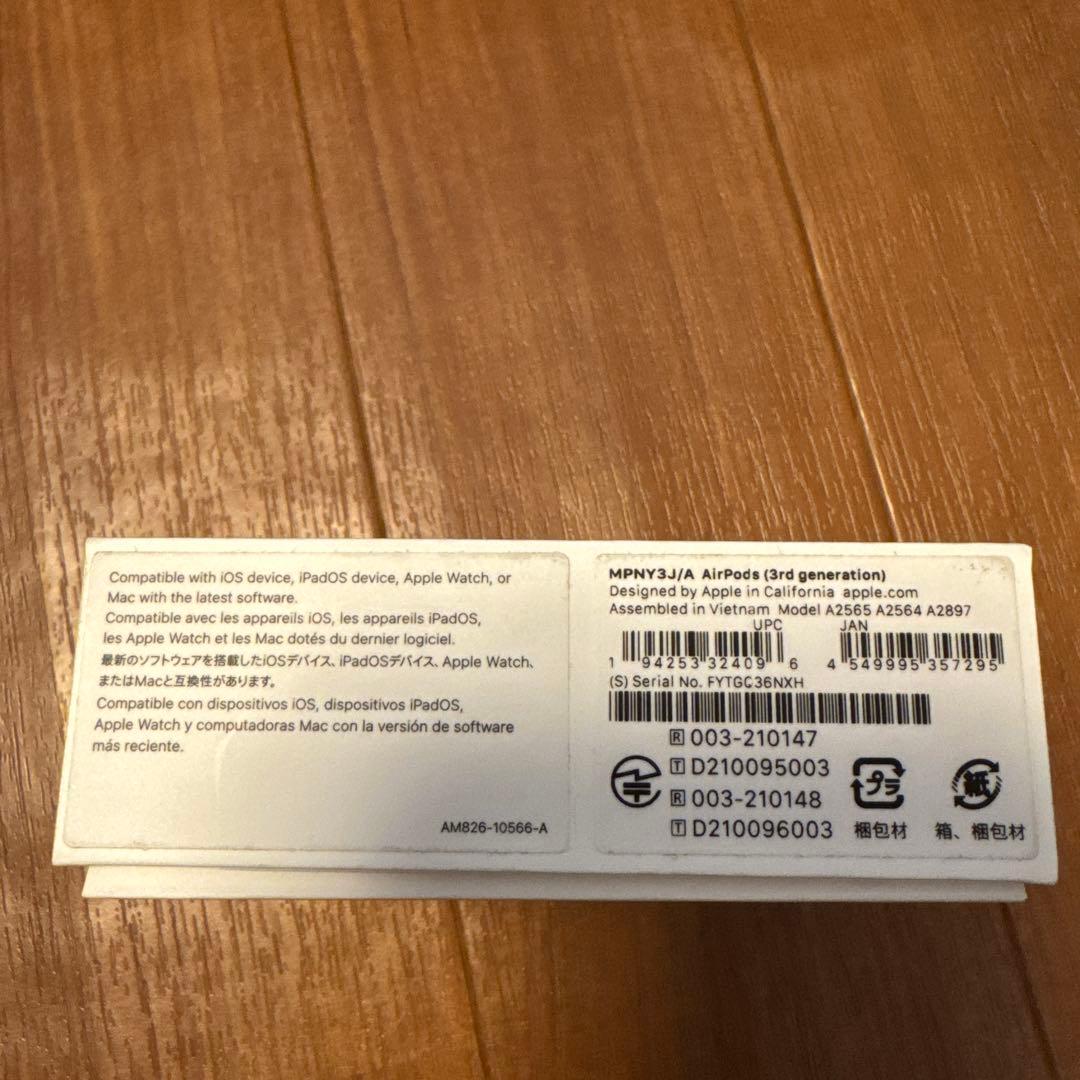 Compatible with iOS device, iPadOS device, Apple Watch, or
Mac with the latest software.
Compatible avec les appareils iOS, les appareils iPadOS,
les Apple Watch et les Mac dotés du dernier logiciel.
最新のソフトウェアを搭載したiOSデバイス、iPadOSデバイス、Apple Watch、
またはMacと互換性があります。
Compatible con dispositivos iOS, dispositivos iPadOS,
Apple Watch y computadoras Mac con la versión de software
más reciente.
AM826-10566-A
MPNY3J/A AirPods (3rd generation)
Designed by Apple in California apple.com
Assembled in Vietnam Model A2565 A2564 A2897
UPC JAN
1 94253 32409 6 4 549995 357295
(S) Serial No. FYTGC36NXH
R 003-210147
T D210095003
R 003-210148
T D210096003
プラ
梱包材
紙
箱、梱包材